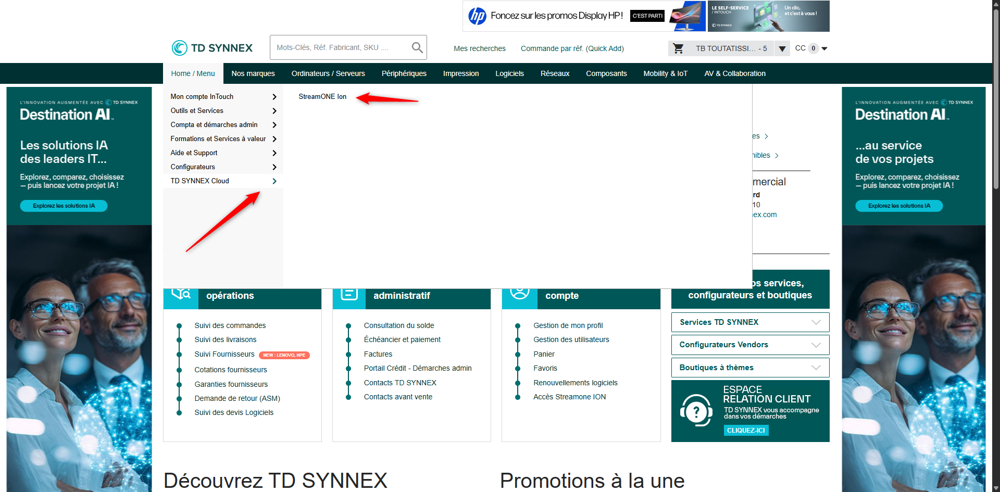 hp Foncez sur les promos Display HP ! C'EST PARTI
LE SELF-SERVICE
/ INTOUCH
Un clic,
et c'est à vous !
TD SYNNEX
TD SYNNEX
Mots-Clés, Réf. Fabricant, SKU ....
Mes recherches
Commande par réf. (Quick Add)
TB TOUTATISSI... - 5
CC 0
Home / Menu
Nos marques
Ordinateurs / Serveurs
Périphériques
Impression
Logiciels
Réseaux
Composants
Mobility & IoT
AV & Collaboration
L'INNOVATION AUGMENTÉE AVEC TD SYNNEX
Destination AI™
Les solutions IA
des leaders IT...
Explorez, comparez, choisissez
— puis lancez votre projet IA !
Explorez les solutions IA
Mon compte InTouch
Outils et Services
Compta et démarches admin
Formations et Services à valeur
Aide et Support
Configurateurs
TD SYNNEX Cloud
StreamONE Ion
es
nibles
mercial
rd
10
ex.com
L'INNOVATION AUGMENTÉE AVEC TD SYNNEX
Destination AI™
...au service
de vos projets
Explorez, comparez, choisissez
— puis lancez votre projet IA !
Explorez les solutions IA
opérations
Suivi des commandes
Suivi des livraisons
Suivi Fournisseurs NEW : LENOVO, HPE
Cotations fournisseurs
Garanties fournisseurs
Demande de retour (ASM)
Suivi des devis Logiciels
administratif
Consultation du solde
Échéancier et paiement
Factures
Portail Crédit - Démarches admin
Contacts TD SYNNEX
Contacts avant vente
compte
Gestion de mon profil
Gestion des utilisateurs
Panier
Favoris
Renouvellements logiciels
Accès Streamone ION
os services,
configurateurs et boutiques
Services TD SYNNEX
Configurateurs Vendors
Boutiques à thèmes
ESPACE
RELATION CLIENT
TD SYNNEX vous accompagne
dans vos démarches
CLIQUEZ-ICI
?
Découvrez TD SYNNEX
Promotions à la une